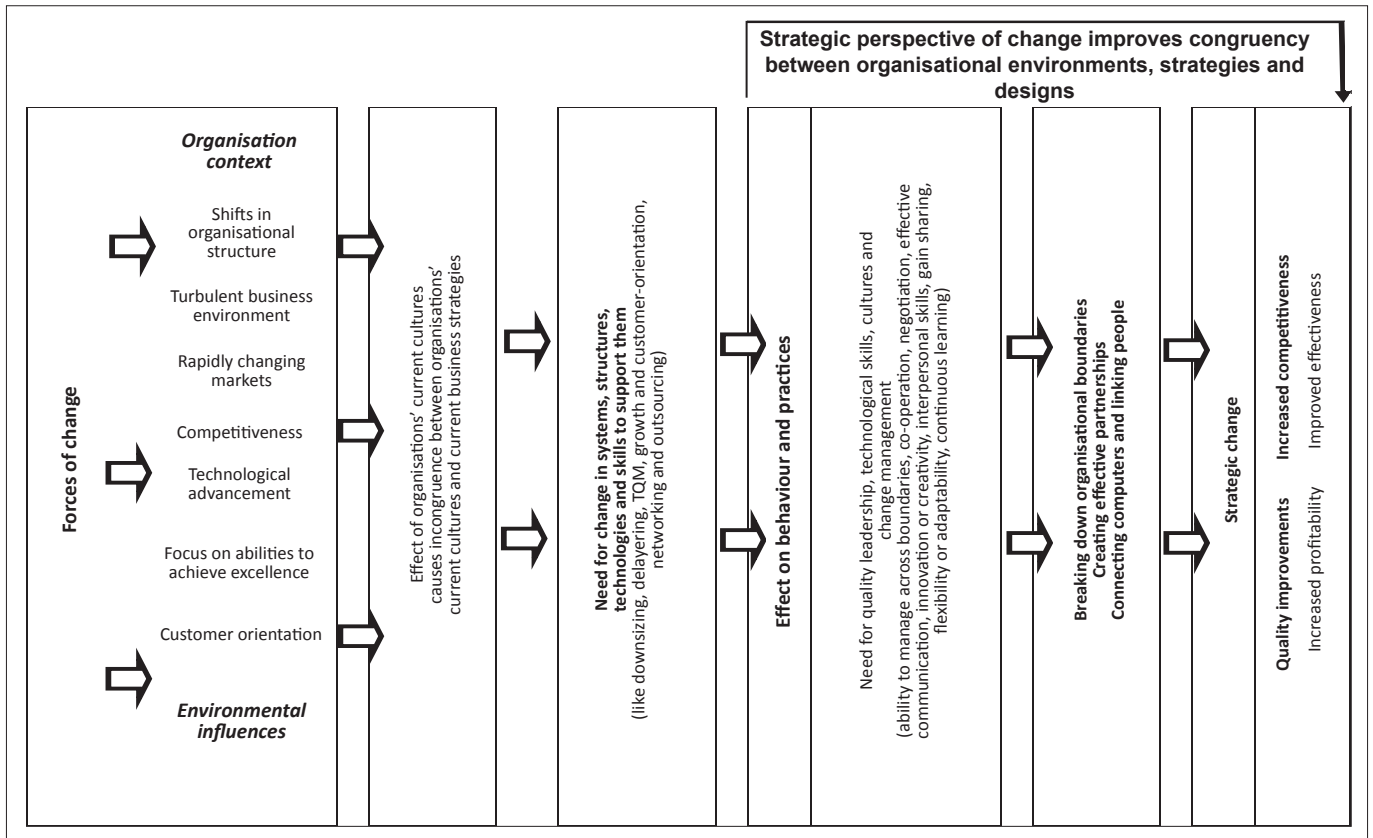 Strategic perspective of change improves congruency
between organisational environments, strategies and
designs
Forces of change
Organisation
context
Shifts in
organisational
structure
Turbulent business
environment
Rapidly changing
markets
Competitiveness
Technological
advancement
Focus on abilities to
achieve excellence
Customer orientation
Environmental
influences
Effect of organisations’ current cultures
causes incongruence between organisations’
current cultures and current business strategies
Need for change in systems, structures,
technologies and skills to support them
(like downsizing, delayering, TQM, growth and customer-orientation,
networking and outsourcing)
Effect on behaviour and practices
Need for quality leadership, technological skills, cultures and
change management
(ability to manage across boundaries, co-operation, negotiation, effective
communication, innovation or creativity, interpersonal skills, gain sharing,
flexibility or adaptability, continuous learning)
Breaking down organisational boundaries
Creating effective partnerships
Connecting computers and linking people
Strategic change
Quality improvements Increased competitiveness
Increased profitability Improved effectiveness